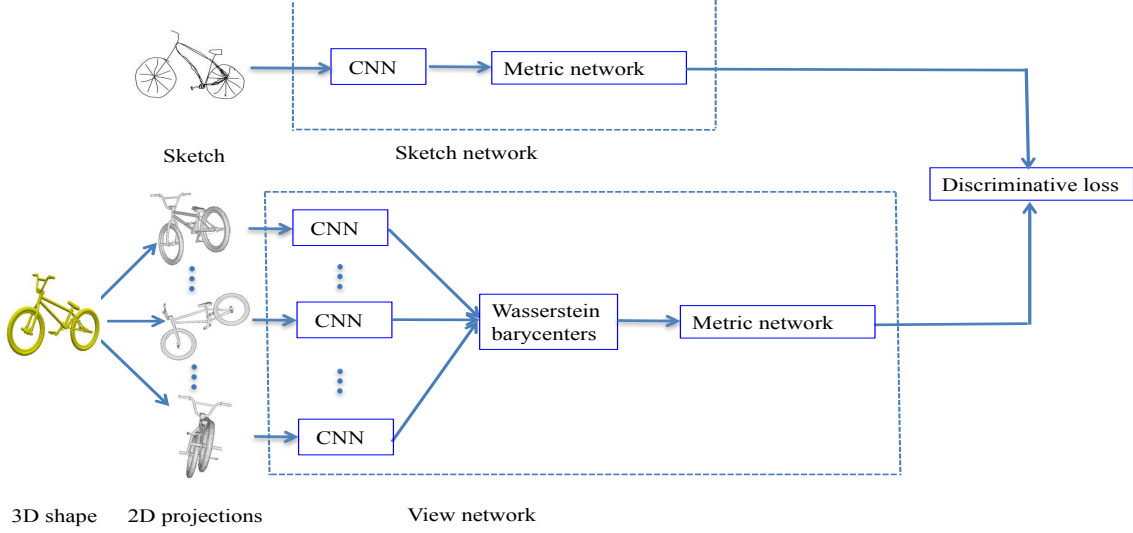 CNN
Metric network
Sketch
Sketch network
Discriminative loss
CNN
CNN
Wasserstein
barycenters
Metric network
CNN
3D shape
2D projections
View network